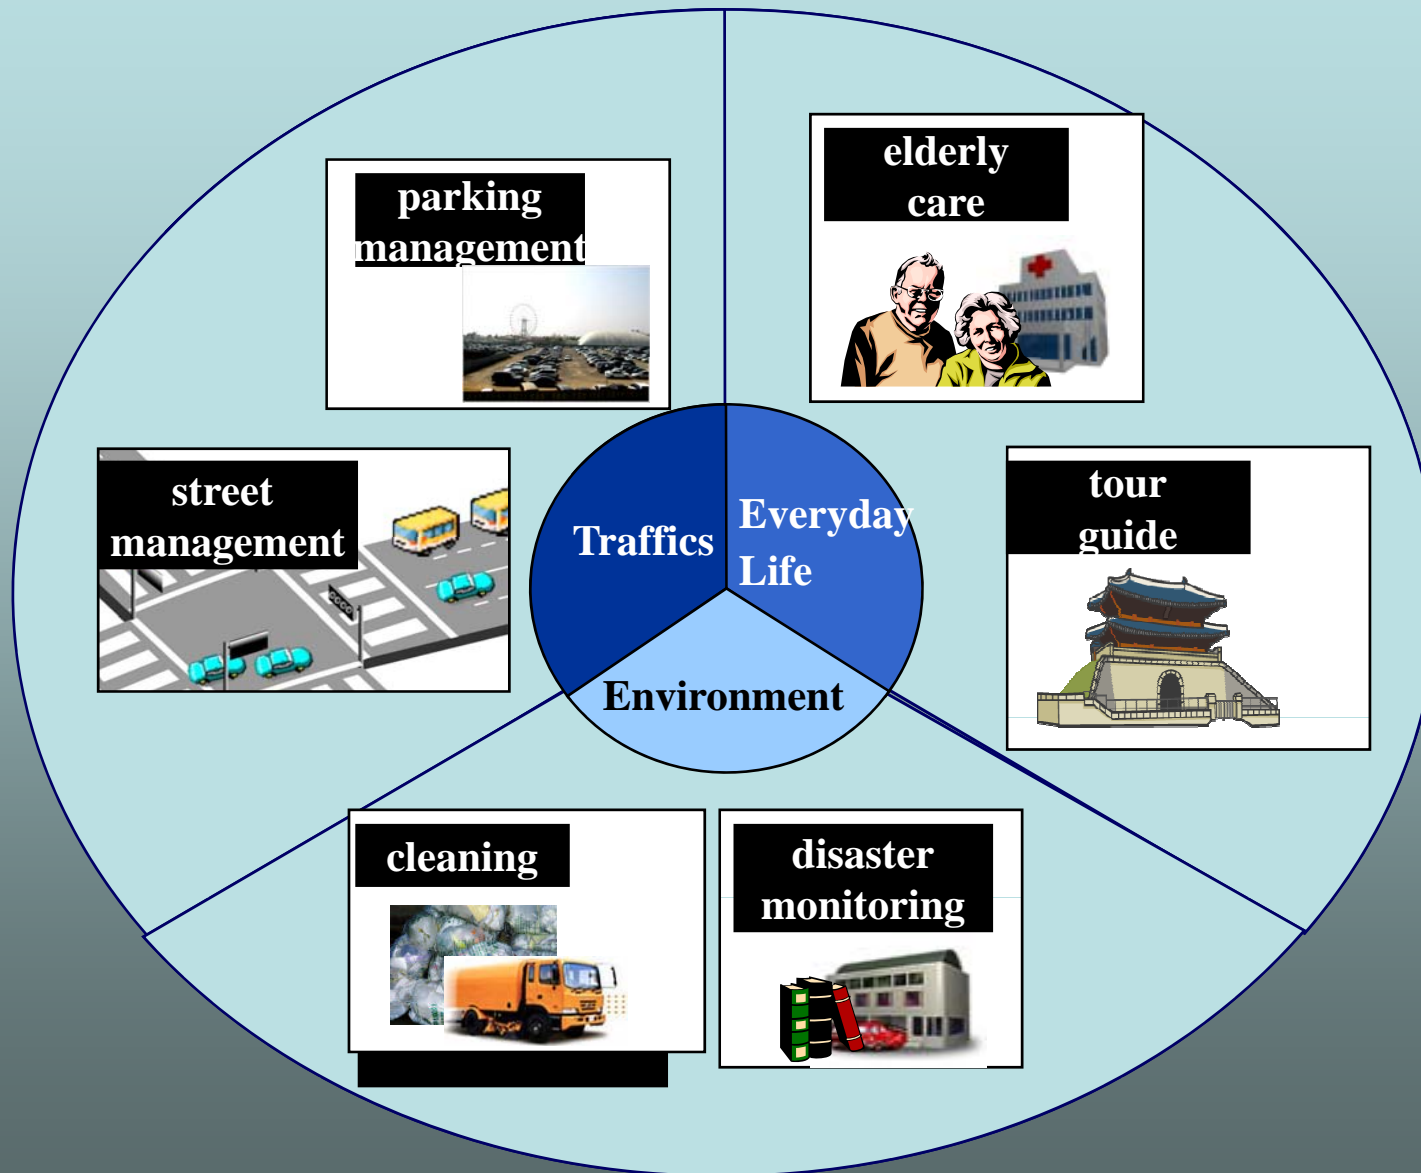 parking
management
elderly
care
street
management
Traffics
Everyday
Life
tour
guide
Environment
cleaning
disaster
monitoring